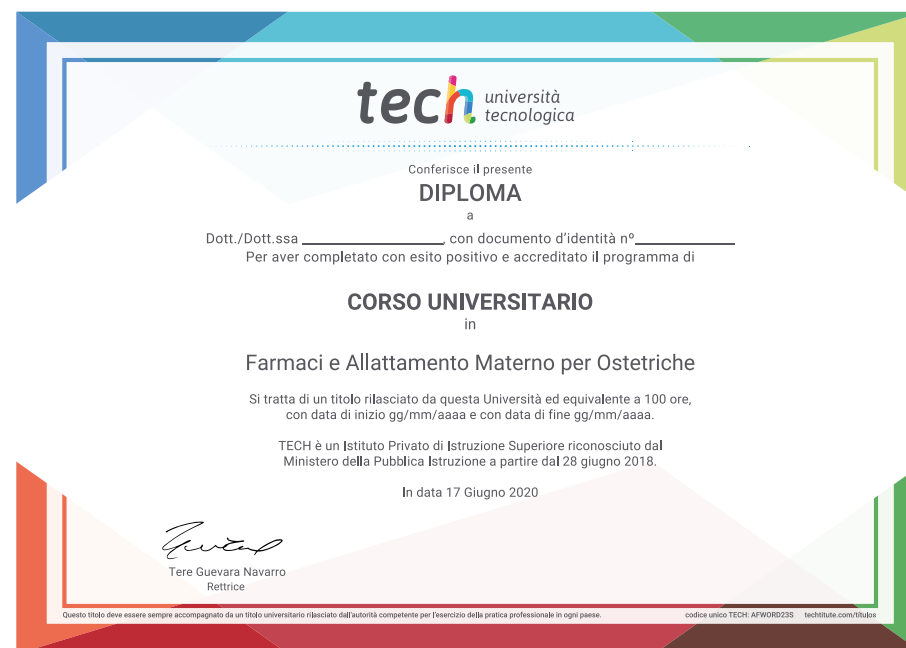 tech università
tecnologica
Conferisce il presente
DIPLOMA
a
Dott./Dott.ssa ____________________, con documento d'identità nº______________
Per aver completato con esito positivo e accreditato il programma di
CORSO UNIVERSITARIO
in
Farmaci e Allattamento Materno per Ostetriche
Si tratta di un titolo rilasciato da questa Università ed equivalente a 100 ore,
con data di inizio gg/mm/aaaa e con data di fine gg/mm/aaaa.
TECH è un Istituto Privato di Istruzione Superiore riconosciuto dal
Ministero della Pubblica Istruzione a partire dal 28 giugno 2018.
In data 17 Giugno 2020
Tere Guevara Navarro
Rettrice
Questo titolo deve essere sempre accompagnato da un titolo universitario rilasciato dall'autorità competente per l'esercizio della pratica professionale in ogni paese. codice unico TECH: AFWORD23S techtitute.com/titulos